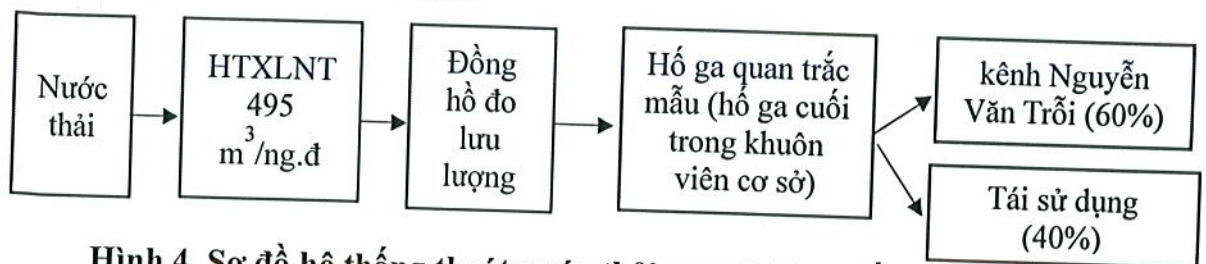 Nước
thải
HTXLNT
495
m³/ng.đ
Đồng
hồ đo
lưu
lượng
Hố ga quan trắc
mẫu (hố ga cuối
trong khuôn
viên cơ sở)
kênh Nguyễn
Văn Trỗi (60%)
Tái sử dụng
(40%)
Hình 4. Sơ đồ hệ thống thoát